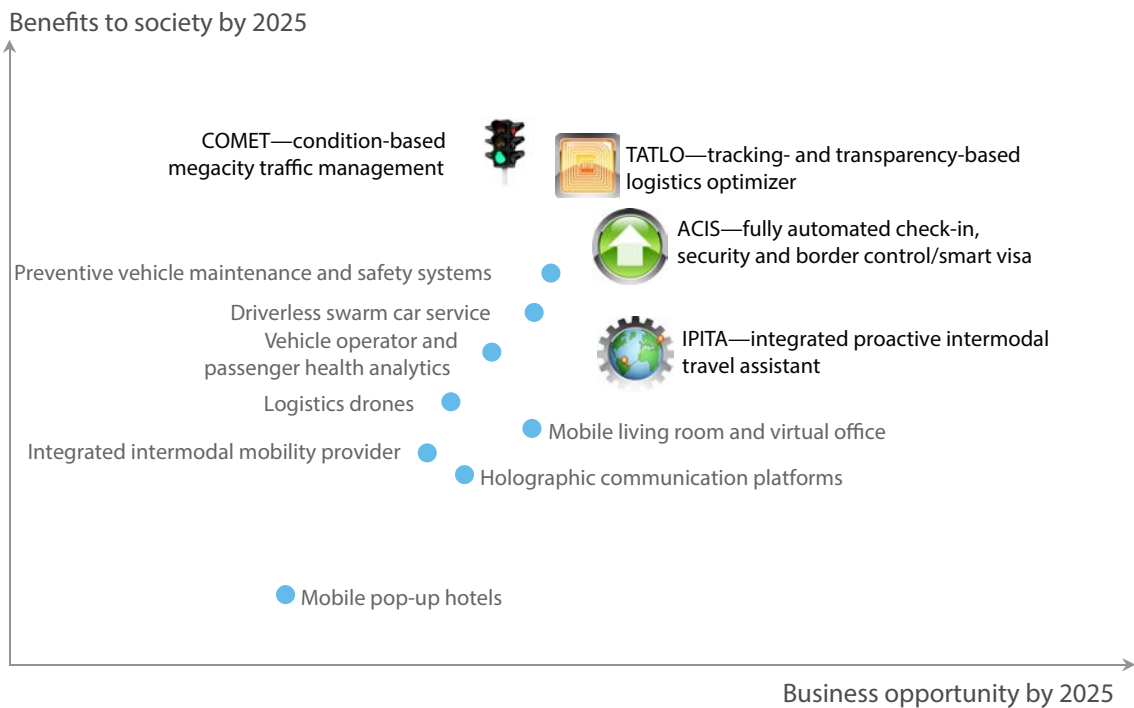 Benefits to society by 2025
COMET—condition-based
megacity traffic management
TATLO—tracking- and transparency-based
logistics optimizer
ACIS—fully automated check-in,
security and border control/smart visa
Preventive vehicle maintenance and safety systems
Driverless swarm car service
Vehicle operator and
passenger health analytics
IPITA—integrated proactive intermodal
travel assistant
Logistics drones
Mobile living room and virtual office
Integrated intermodal mobility provider
Holographic communication platforms
Mobile pop-up hotels
Business opportunity by 2025